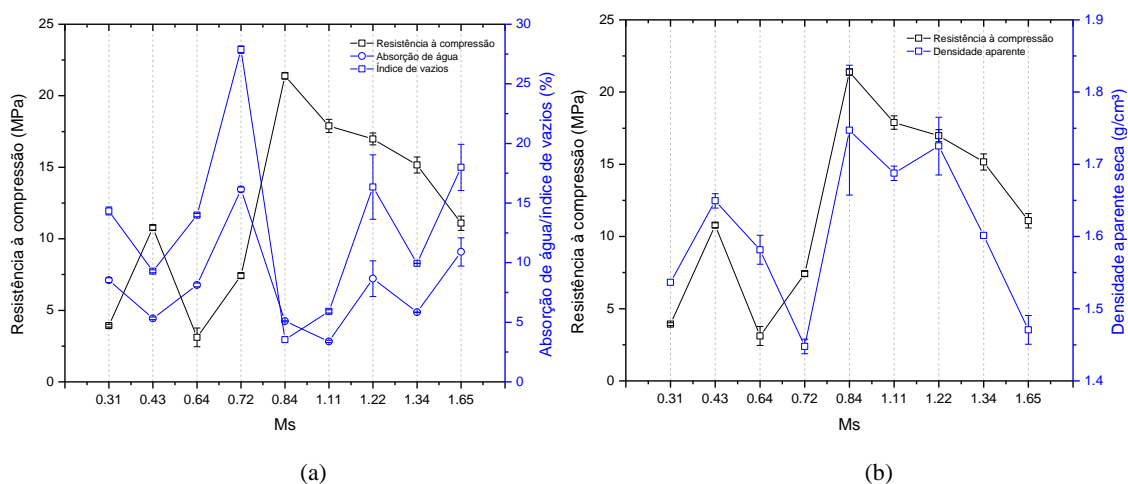 Resistência à compressão
Absorção de água
Índice de vazios
Resistência à compressão (MPa)
25
20
15
10
5
0
Absorção de água/índice de vazios (%)
30
25
20
15
10
5
0
0.31 0.43 0.64 0.72 0.84 1.11 1.22 1.34 1.65
Ms
(a)
Resistência à compressão
Densidade aparente
Resistência à compressão (MPa)
25
20
15
10
5
0
Densidade aparente seca (g/cm³)
1.9
1.8
1.7
1.6
1.5
1.4
0.31 0.43 0.64 0.72 0.84 1.11 1.22 1.34 1.65
Ms
(b)